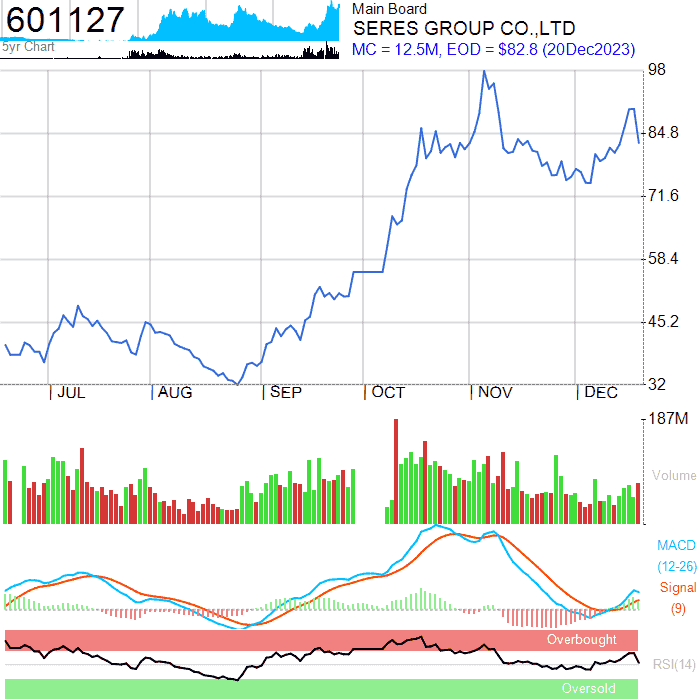 601127
5yr Chart
Main Board
SERES GROUP CO.,LTD
MC = 12.5M, EOD = $82.8 (20Dec2023)
98
84.8
71.6
58.4
45.2
32
JUL
AUG
SEP
OCT
NOV
DEC
187M
Volume
MACD
(12-26)
Signal
(9)
Overbought
RSI(14)
Oversold